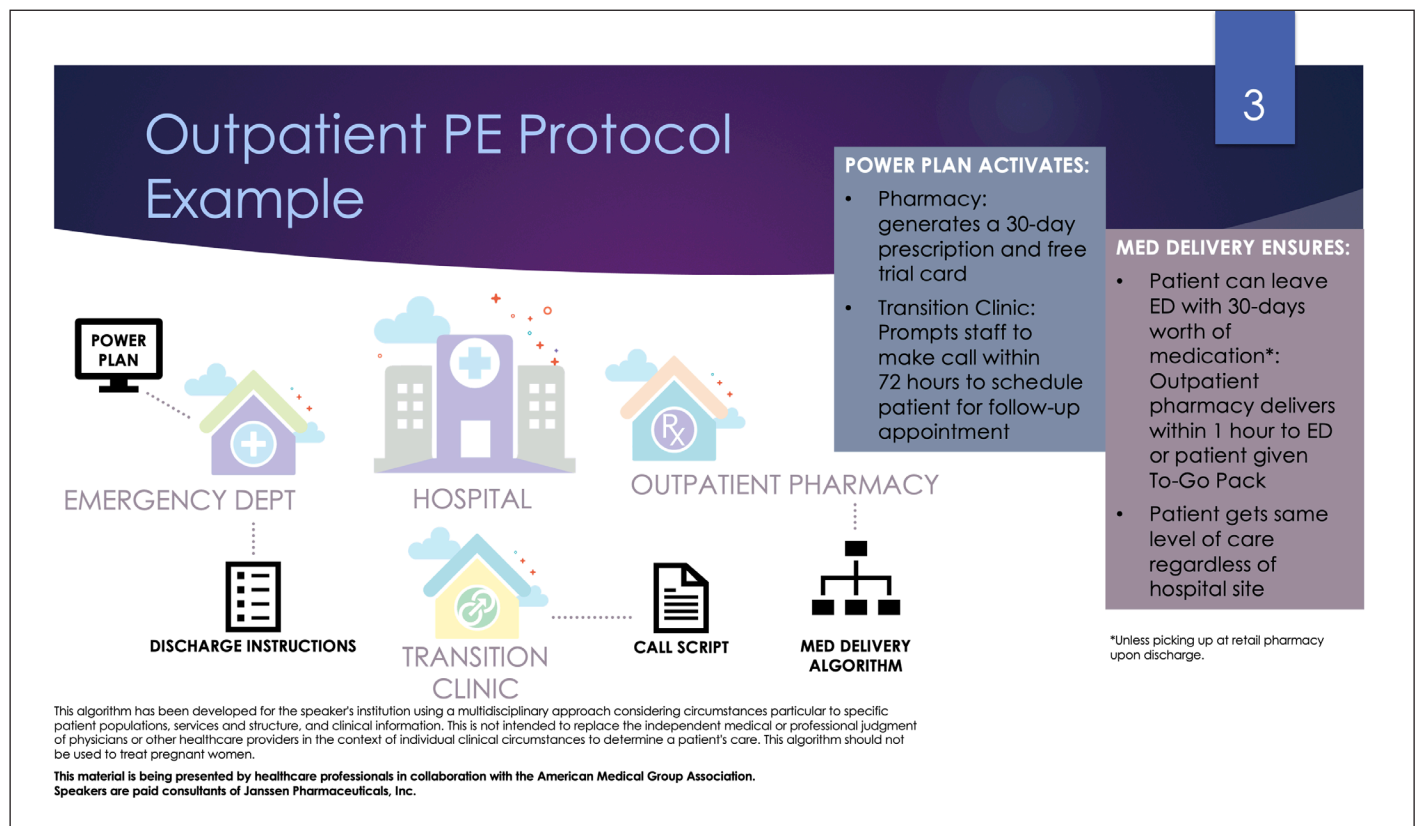 3
Outpatient PE Protocol
Example
POWER PLAN ACTIVATES:
• Pharmacy:
generates a 30-day
prescription and free
trial card
• Transition Clinic:
Prompts staff to
make call within
72 hours to schedule
patient for follow-up
appointment
MED DELIVERY ENSURES:
• Patient can leave
ED with 30-days
worth of
medication*:
Outpatient
pharmacy delivers
within 1 hour to ED
or patient given
To-Go Pack
• Patient gets same
level of care
regardless of
hospital site
*Unless picking up at retail pharmacy
upon discharge.
POWER
PLAN
EMERGENCY DEPT
HOSPITAL
Rx
OUTPATIENT PHARMACY
DISCHARGE INSTRUCTIONS
TRANSITION
CLINIC
CALL SCRIPT
MED DELIVERY
ALGORITHM
This algorithm has been developed for the speaker's institution using a multidisciplinary approach considering circumstances particular to specific
patient populations, services and structure, and clinical information. This is not intended to replace the independent medical or professional judgment
of physicians or other healthcare providers in the context of individual clinical circumstances to determine a patient's care. This algorithm should not
be used to treat pregnant women.
This material is being presented by healthcare professionals in collaboration with the American Medical Group Association.
Speakers are paid consultants of Janssen Pharmaceuticals, Inc.